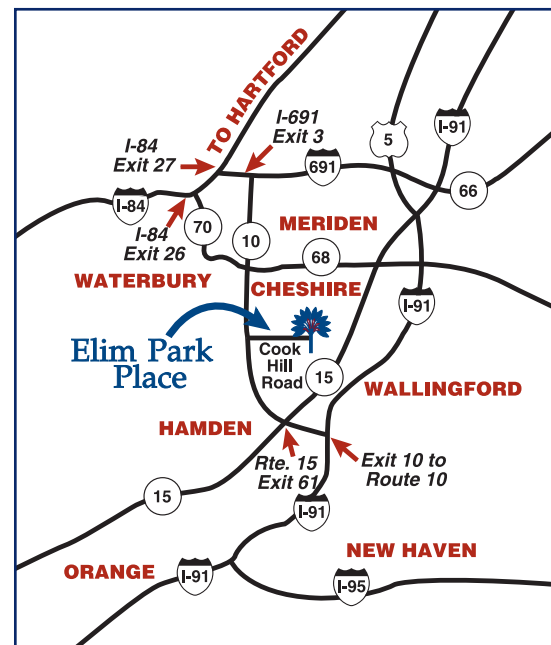 TO HARTFORD
I-691
Exit 3
I-84
Exit 27
5
I-91
691
66
I-84
70
I-84
Exit 26
10
MERIDEN
68
WATERBURY
CHESHIRE
I-91
Elim Park
Place
Cook
Hill
Road
15
WALLINGFORD
HAMDEN
Rte. 15
Exit 61
Exit 10 to
Route 10
15
I-91
NEW HAVEN
ORANGE
I-91
I-95